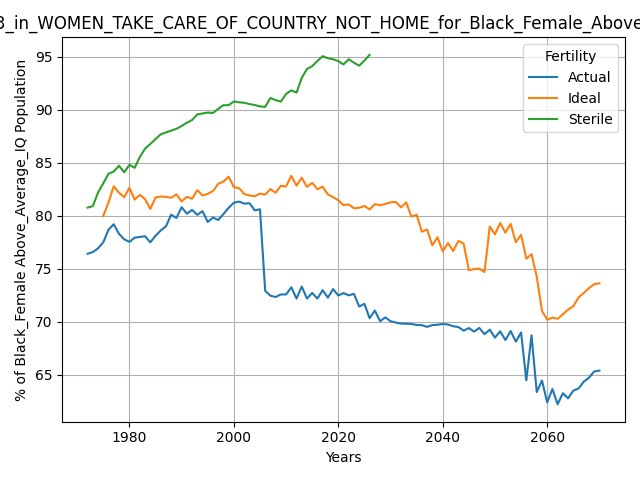 3_in_WOMEN_TAKE_CARE_OF_COUNTRY_NOT_HOME_for_Black_Female_Above
% of Black_Female Above_Average_IQ Population
95
90
85
80
75
70
65
Fertility
Actual
Ideal
Sterile
1980 2000 2020 2040 2060
Years